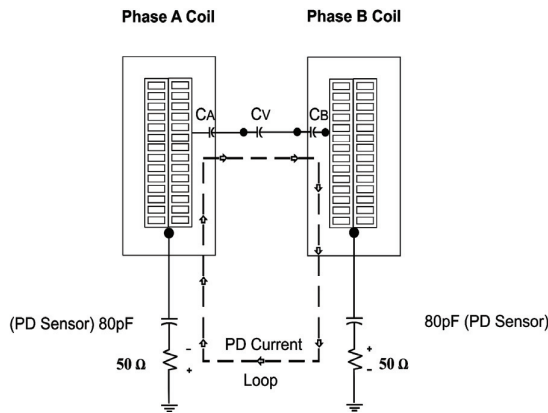 Phase A Coil
Phase B Coil
CA
CV
CB
(PD Sensor) 80pF
80pF (PD Sensor)
PD Current
Loop
50 Ω
50 Ω
−
+
+
−